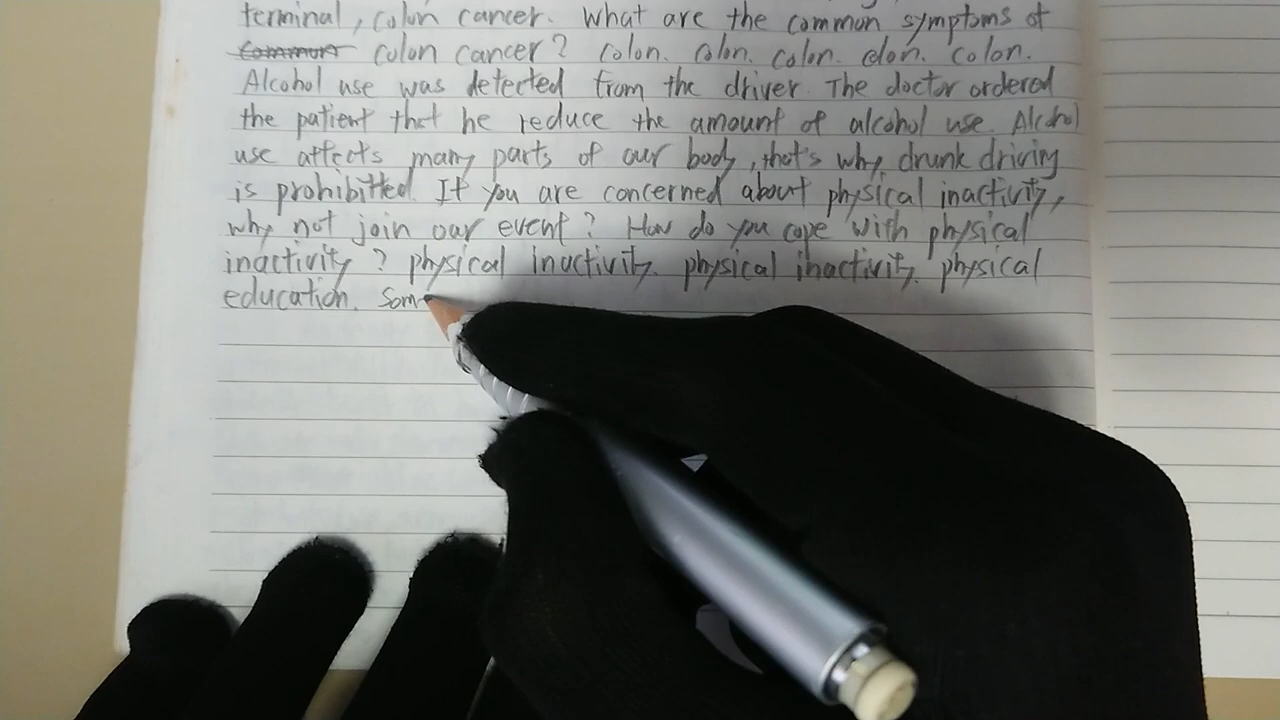 terminal, colon cancer. What are the common symptoms of
common colon cancer? colon. colon. colon. colon. colon.
Alcohol use was detected from the driver. The doctor ordered
the patient that he reduce the amount of alcohol use. Alcohol
use affects many parts of our body, that's why drunk driving
is prohibitted. If you are concerned about physical inactivity,
why not join our event? How do you cope with physical
inactivity? physical inactivity. physical inactivity. physical
education. Som